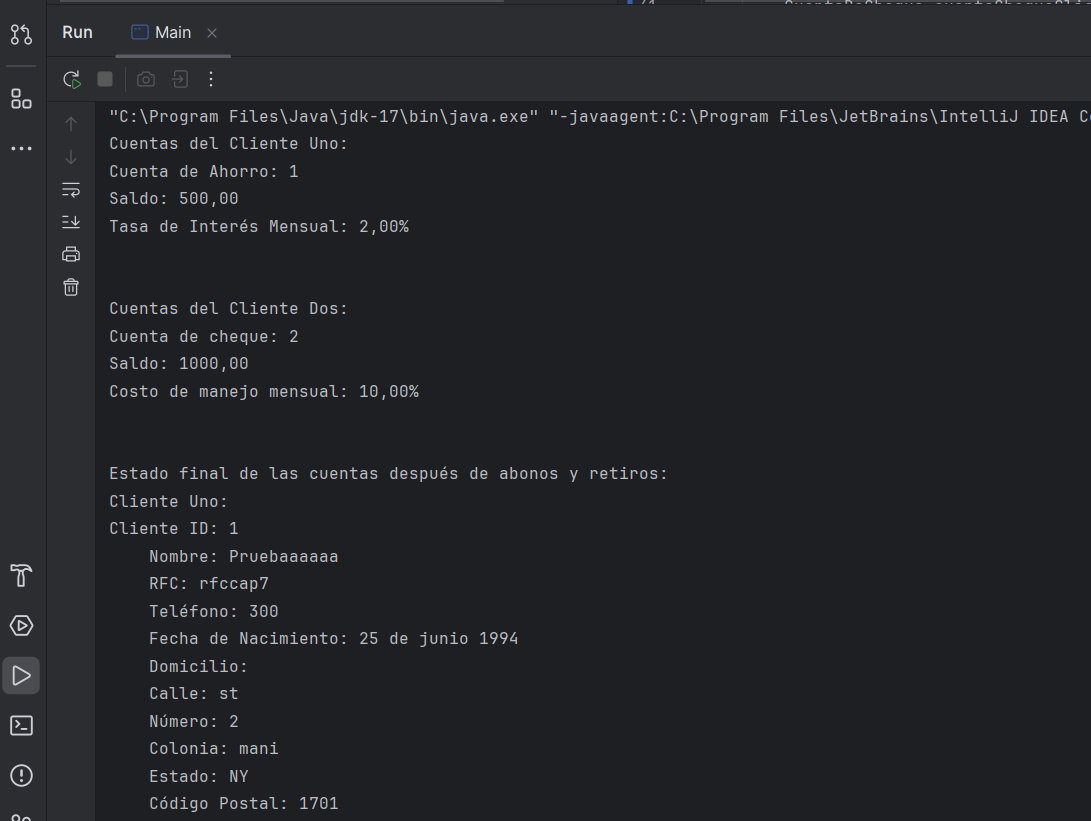 Run Main
"C:\Program Files\Java\jdk-17\bin\java.exe" "-javaagent:C:\Program Files\JetBrains\IntelliJ IDEA
Cuentas del Cliente Uno:
Cuenta de Ahorro: 1
Saldo: 500,00
Tasa de Interés Mensual: 2,00%
Cuentas del Cliente Dos:
Cuenta de cheque: 2
Saldo: 1000,00
Costo de manejo mensual: 10,00%
Estado final de las cuentas después de abonos y retiros:
Cliente Uno:
Cliente ID: 1
Nombre: Pruebaaaaaa
RFC: rfccap7
Teléfono: 300
Fecha de Nacimiento: 25 de junio 1994
Domicilio:
Calle: st
Número: 2
Colonia: mani
Estado: NY
Código Postal: 1701